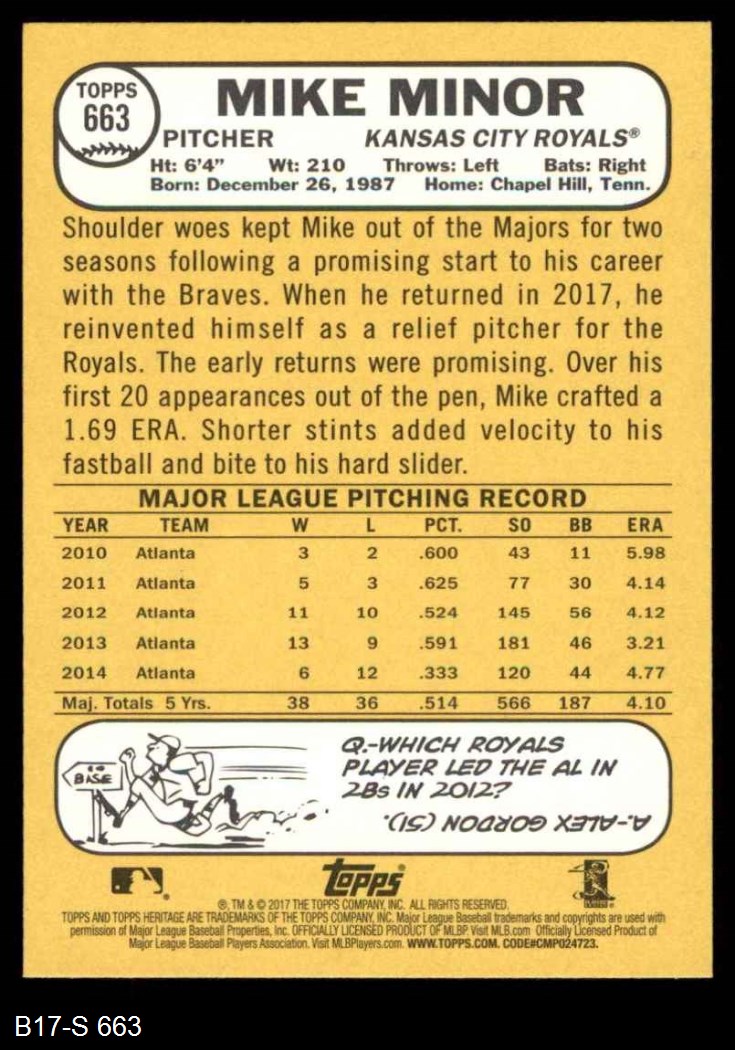 TOPPS
663
MIKE MINOR
PITCHER KANSAS CITY ROYALS®
Ht: 6'4" Wt: 210 Throws: Left Bats: Right
Born: December 26, 1987 Home: Chapel Hill, Tenn.
Shoulder woes kept Mike out of the Majors for two
seasons following a promising start to his career
with the Braves. When he returned in 2017, he
reinvented himself as a relief pitcher for the
Royals. The early returns were promising. Over his
first 20 appearances out of the pen, Mike crafted a
1.69 ERA. Shorter stints added velocity to his
fastball and bite to his hard slider.
MAJOR LEAGUE PITCHING RECORD
YEAR TEAM W L PCT. SO BB ERA
2010 Atlanta 3 2 .600 43 11 5.98
2011 Atlanta 5 3 .625 77 30 4.14
2012 Atlanta 11 10 .524 145 56 4.12
2013 Atlanta 13 9 .591 181 46 3.21
2014 Atlanta 6 12 .333 120 44 4.77
Maj. Totals 5 Yrs. 38 36 .514 566 187 4.10
TO
BASE
Q.-WHICH ROYALS
PLAYER LED THE AL IN
2Bs IN 2012?
A.-ALEX GORDON (51).
topps
®, TM & © 2017 THE TOPPS COMPANY, INC. ALL RIGHTS RESERVED.
TOPPS AND TOPPS HERITAGE ARE TRADEMARKS OF THE TOPPS COMPANY, INC. Major League Baseball trademarks and copyrights are used with
permission of Major League Baseball Properties, Inc. OFFICIALLY LICENSED PRODUCT OF MLBP. Visit MLB.com Officially Licensed Product of
Major League Baseball Players Association. Visit MLBPlayers.com. WWW.TOPPS.COM. CODE#CMP024723.
B17-S 663